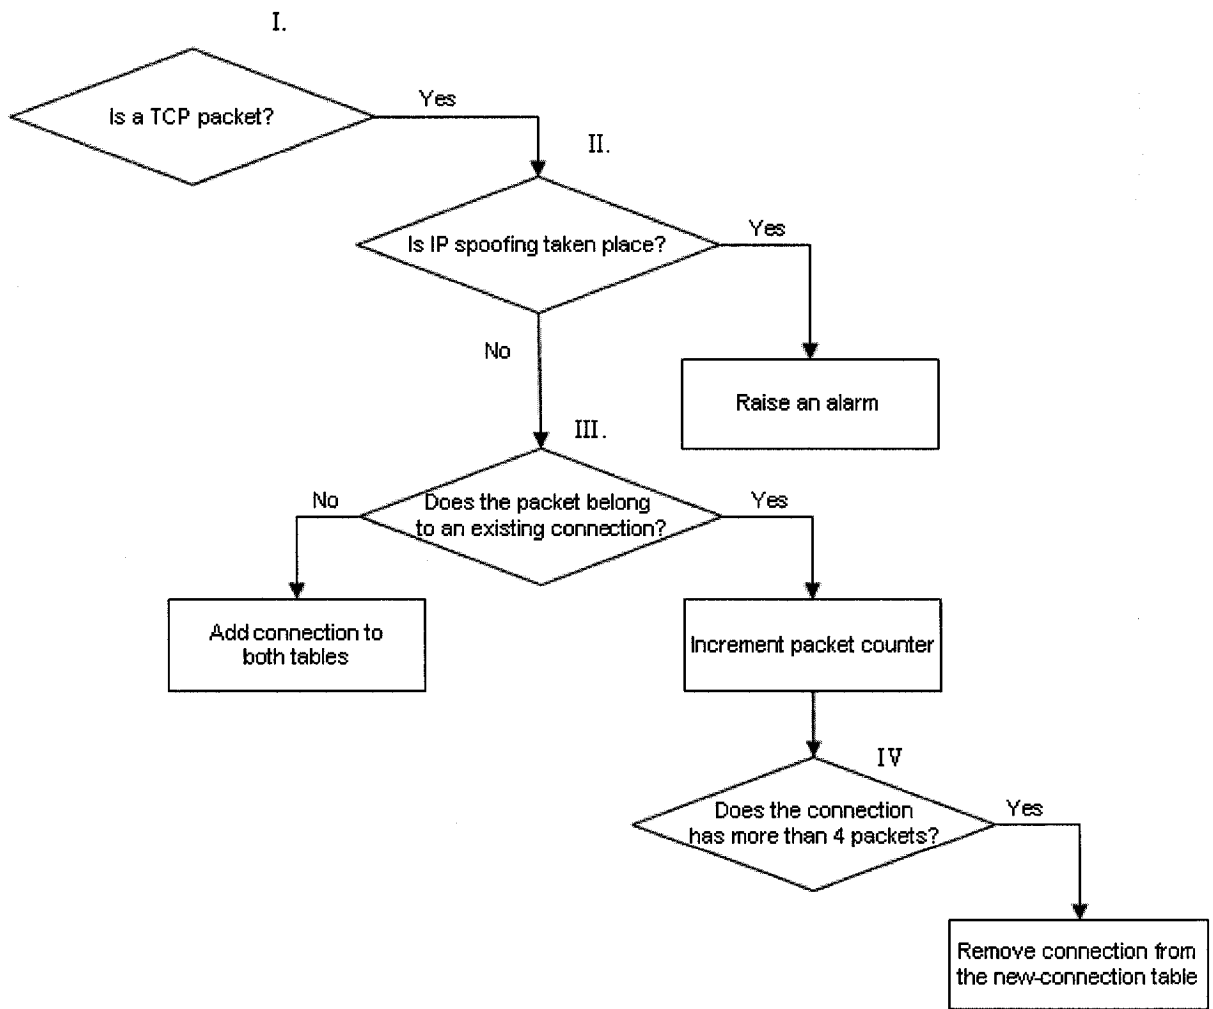 I.
Is a TCP packet?
Yes
II.
Is IP spoofing taken place?
Yes
No
Raise an alarm
III.
Does the packet belong
to an existing connection?
No
Yes
Add connection to
both tables
Increment packet counter
IV
Does the connection
has more than 4 packets?
Yes
Remove connection from
the new-connection table